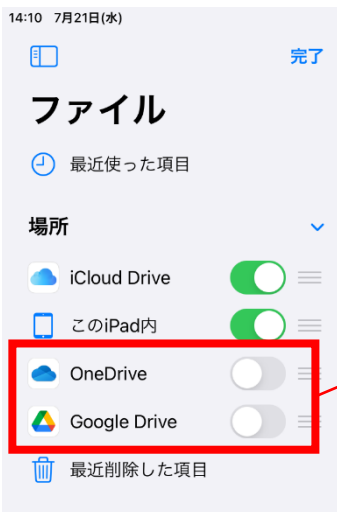 14:10 7月21日(水)
完了
ファイル
最近使った項目
場所
iCloud Drive
このiPad内
OneDrive
Google Drive
最近削除した項目